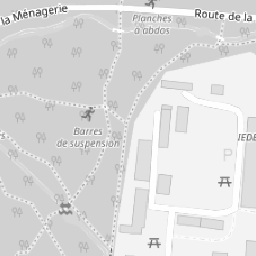 la Ménagerie
Planches
à abdos
Route de la
Barres
de suspension
P